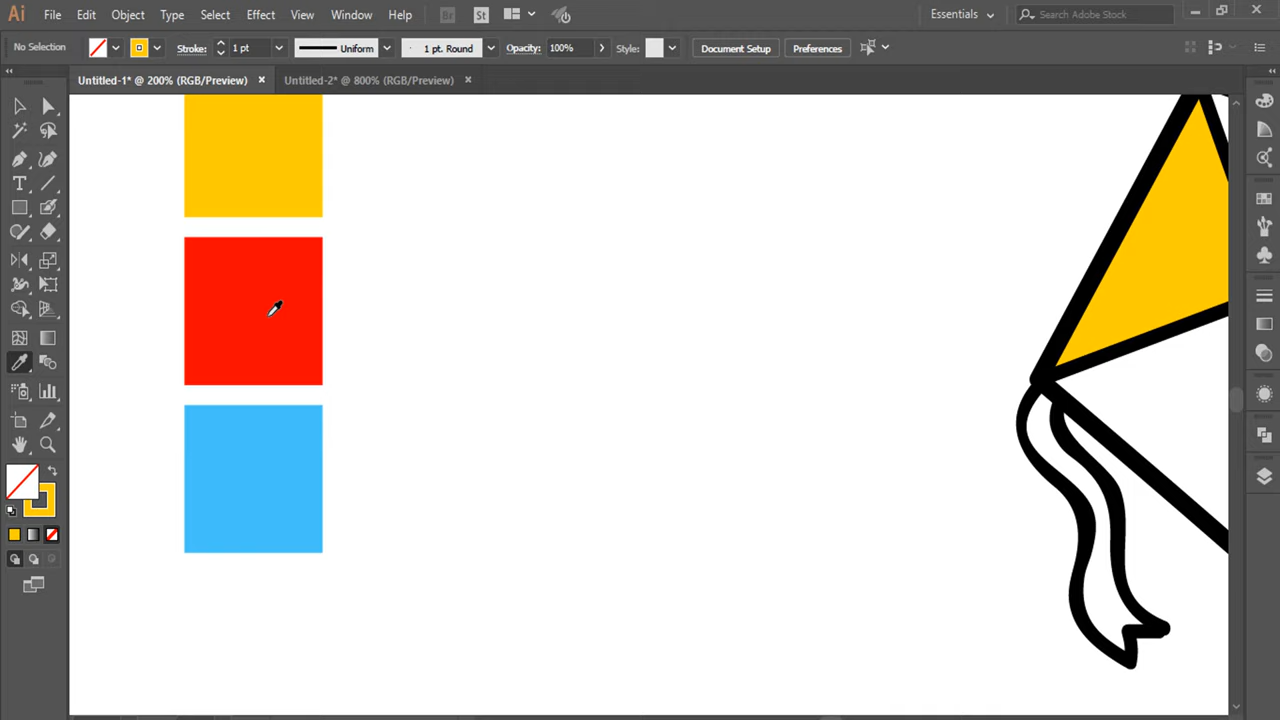 Ai File Edit Object Type Select Effect View Window Help Br St Essentials Search Adobe Stock
No Selection Stroke: 1 pt Uniform 1 pt. Round Opacity: 100% Style: Document Setup Preferences
Untitled-1* @ 200% (RGB/Preview) Untitled-2* @ 800% (RGB/Preview)